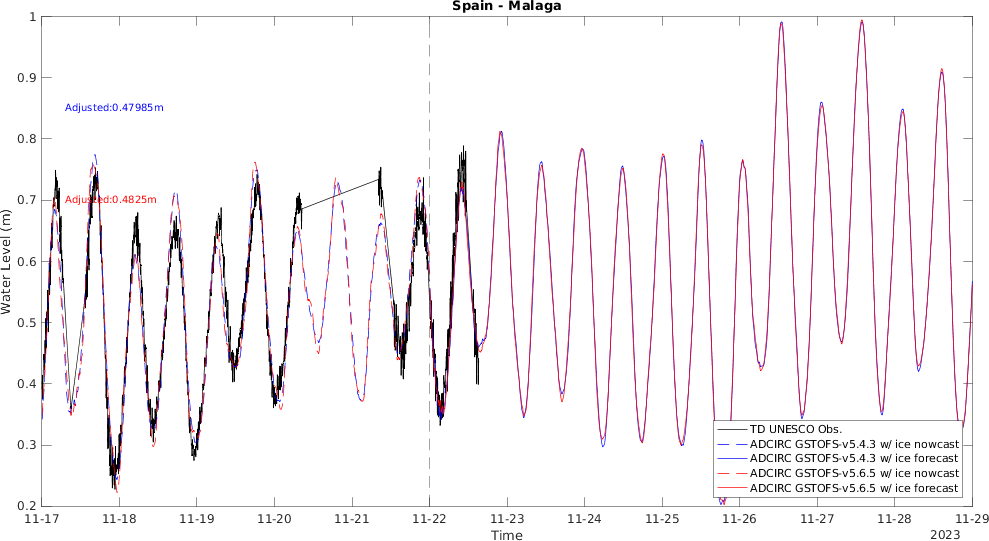 Spain - Malaga
Water Level (m)
1
0.9
0.8
0.7
0.6
0.5
0.4
0.3
0.2
Adjusted:0.47985m
Adjusted:0.4825m
TD UNESCO Obs.
ADCIRC GSTOFS-v5.4.3 w/ ice nowcast
ADCIRC GSTOFS-v5.4.3 w/ ice forecast
ADCIRC GSTOFS-v5.6.5 w/ ice nowcast
ADCIRC GSTOFS-v5.6.5 w/ ice forecast
11-17 11-18 11-19 11-20 11-21 11-22 11-23 11-24 11-25 11-26 11-27 11-28 11-29
Time
2023